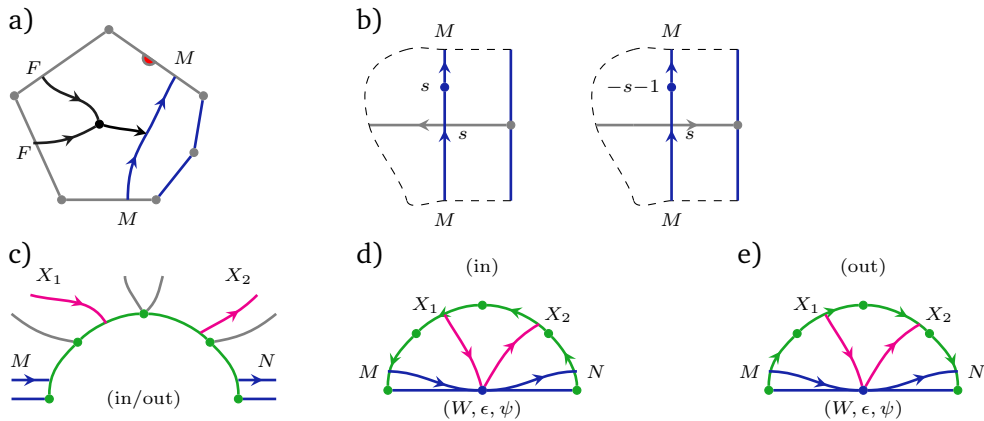 a)
F
M
F
M
b)
M
s
s
M
M
−s−1
s
M
c)
X₁
X₂
M
N
(in/out)
d)
(in)
X₁
X₂
M
N
(W, ϵ, ψ)
e)
(out)
X₁
X₂
M
N
(W, ϵ, ψ)